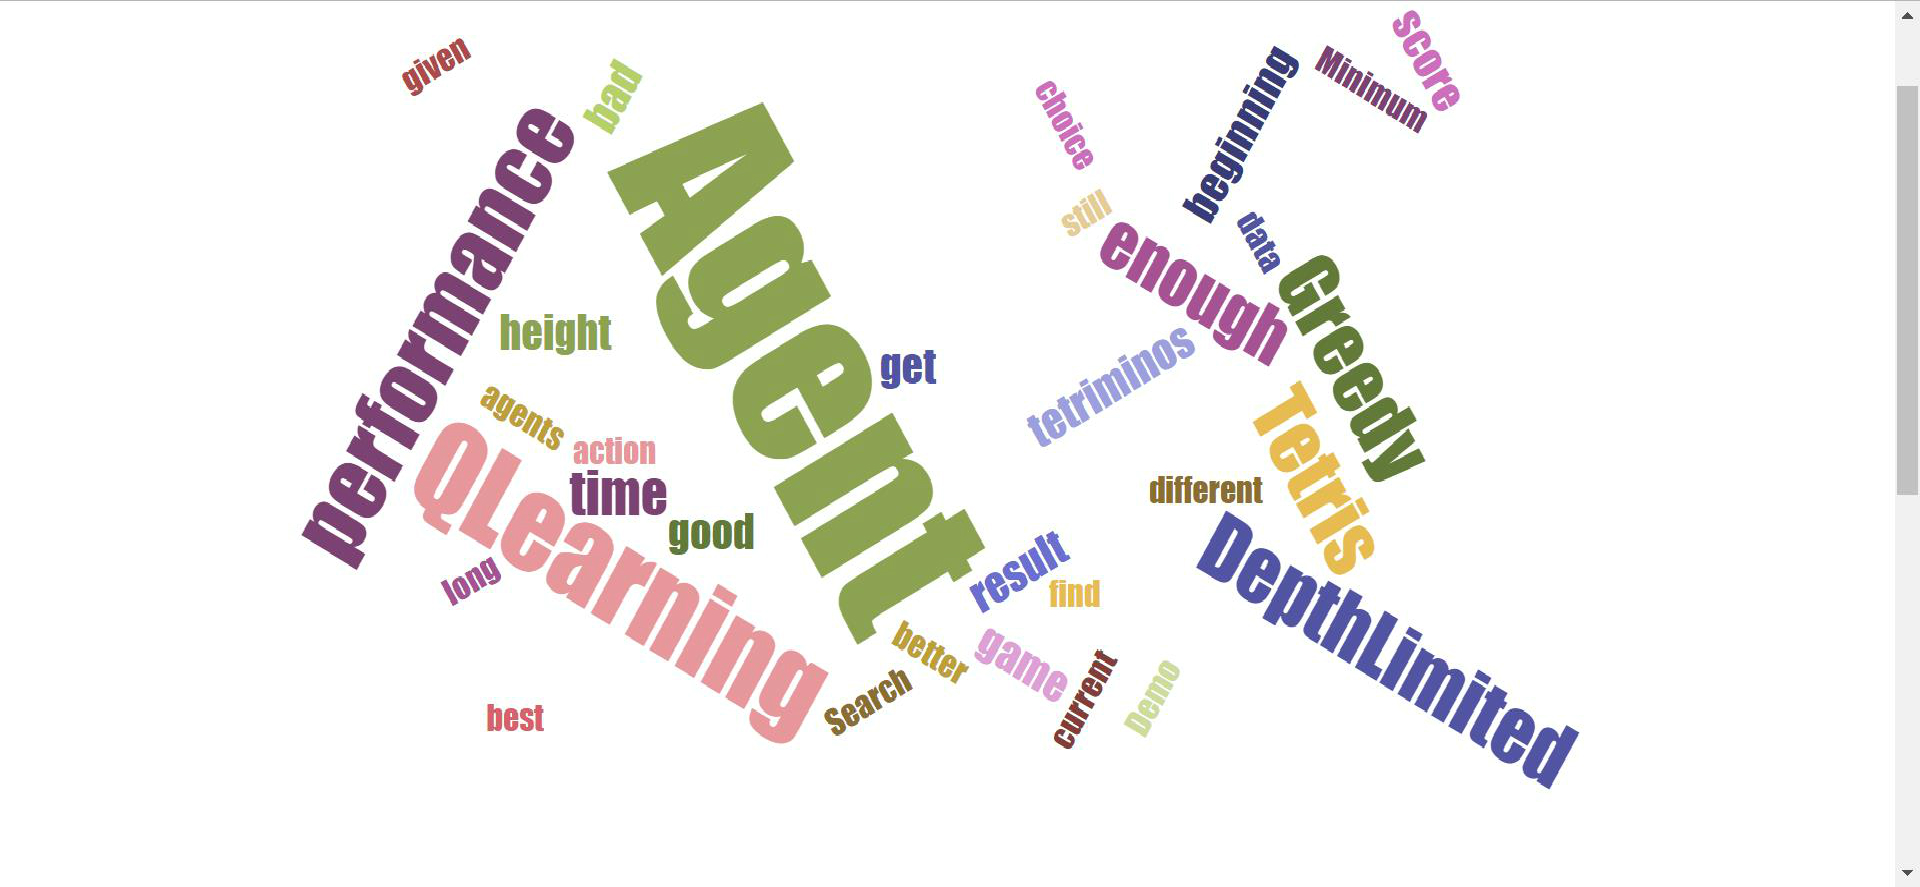 given
bad
performance
Agent
height
get
agents
action
QLearning
time
good
long
best
Search
better
result
find
game
current
Demo
choice
still
beginning
Minimum
score
data
enough
Greedy
tetriminos
Tetris
different
DepthLimited